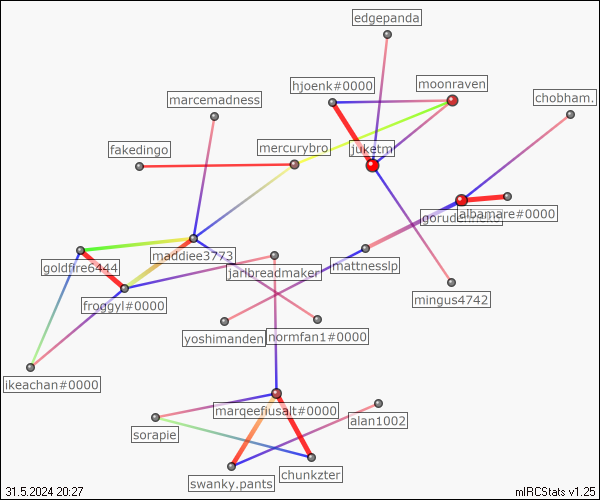 edgepanda
hjoenk#0000
moonraven
marcemadness
chobham.
fakedingo
mercurybro
juketm
albamare#0000
maddiee3773
goldfire6444
jarlbreadmaker
mattnesslp
froggyl#0000
mingus4742
yoshimanden
normfan1#0000
ikeachan#0000
marqeefiusalt#0000
alan1002
sorapie
swanky.pants
chunkzter
31.5.2024 20:27
mIRCStats v1.25